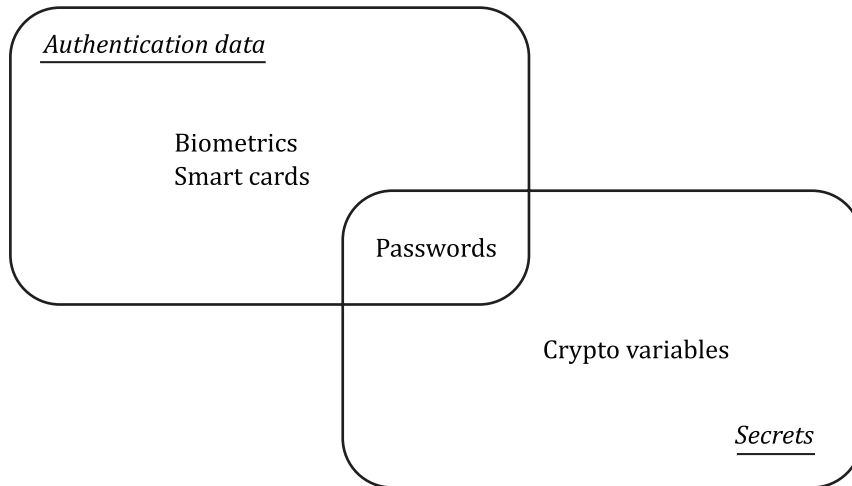 Authentication data
Biometrics
Smart cards
Passwords
Crypto variables
Secrets